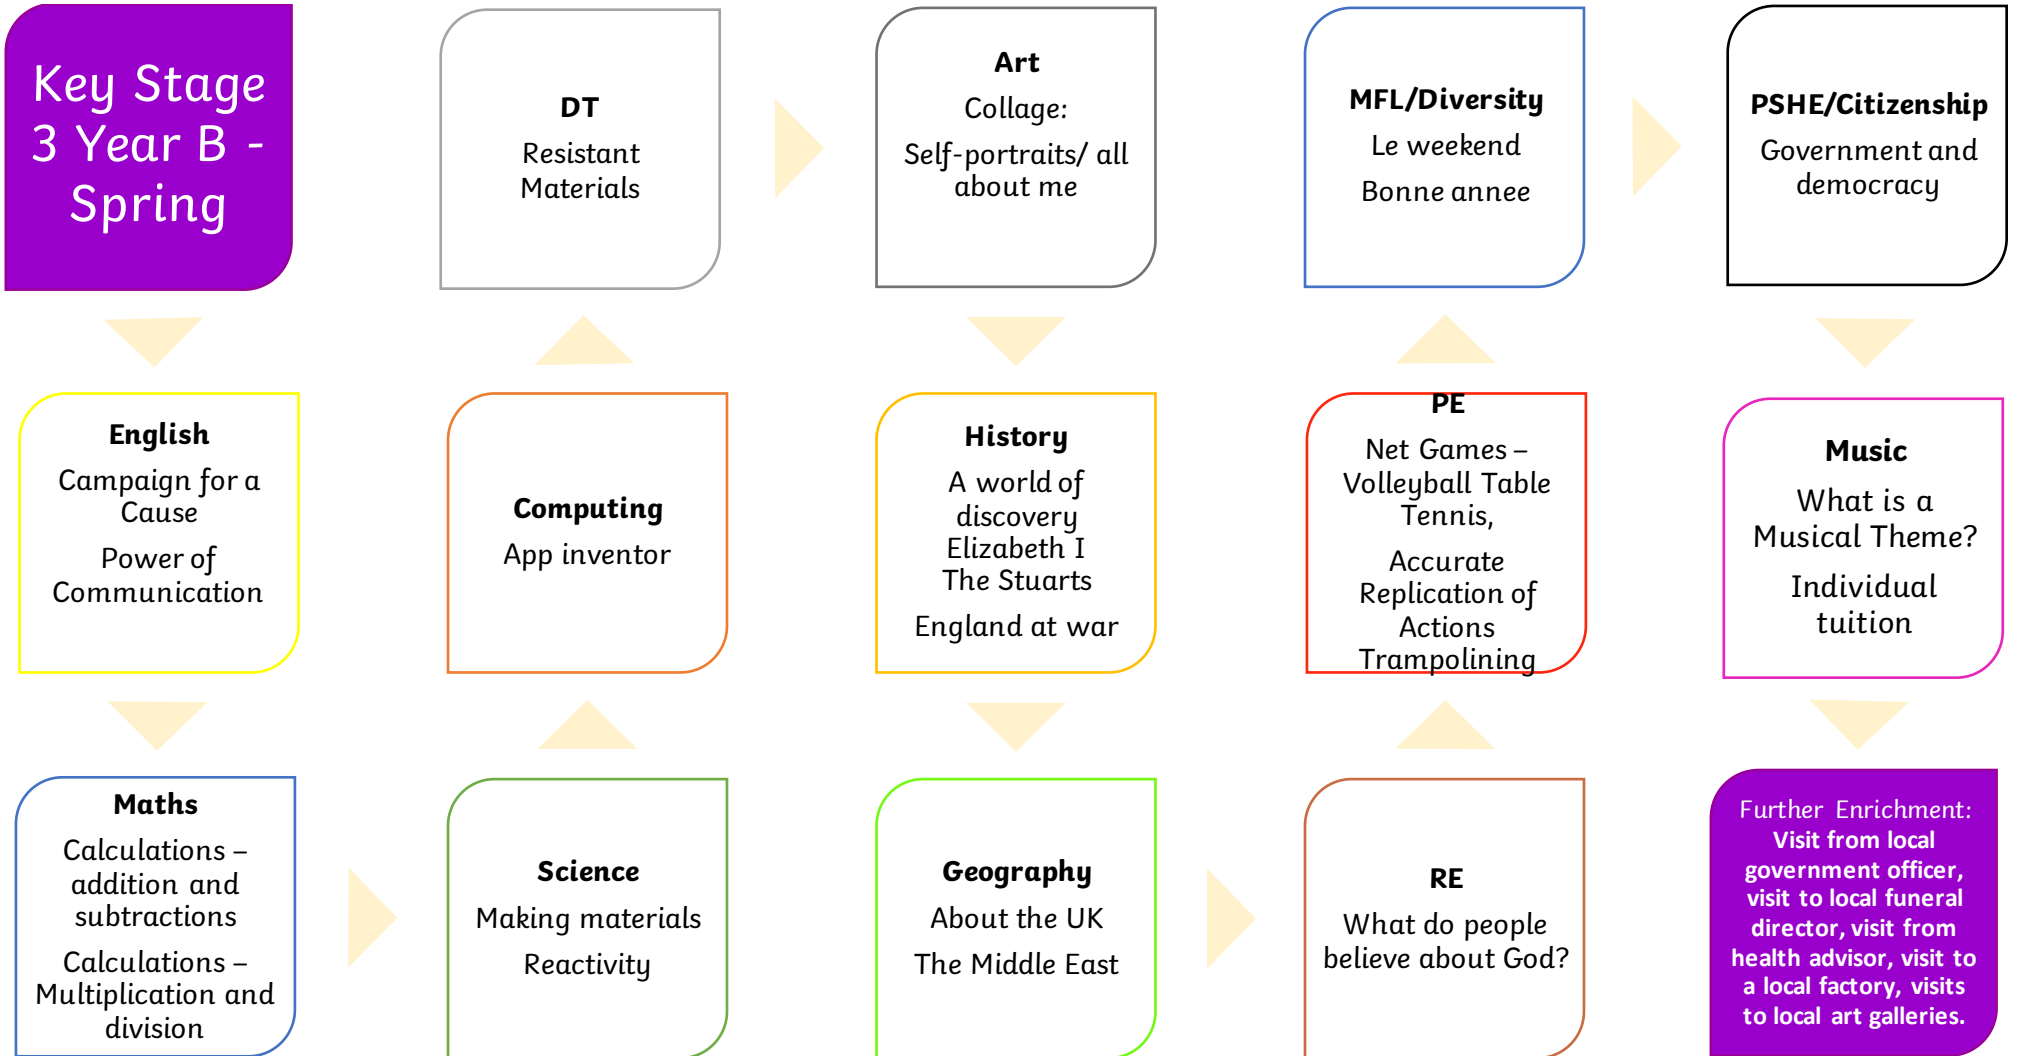 Key Stage
3 Year B -
Spring
English
Campaign for a
Cause
Power of
Communication
Maths
Calculations –
addition and
subtractions
Calculations –
Multiplication and
division
Science
Making materials
Reactivity
Computing
App inventor
DT
Resistant
Materials
Art
Collage:
Self-portraits/ all
about me
History
A world of
discovery
Elizabeth I
The Stuarts
England at war
Geography
About the UK
The Middle East
RE
What do people
believe about God?
PE
Net Games –
Volleyball Table
Tennis,
Accurate
Replication of
Actions
Trampolining
MFL/Diversity
Le weekend
Bonne annee
PSHE/Citizenship
Government and
democracy
Music
What is a
Musical Theme?
Individual
tuition
Further Enrichment:
Visit from local
government officer,
visit to local funeral
director, visit from
health advisor, visit to
a local factory, visits
to local art galleries.